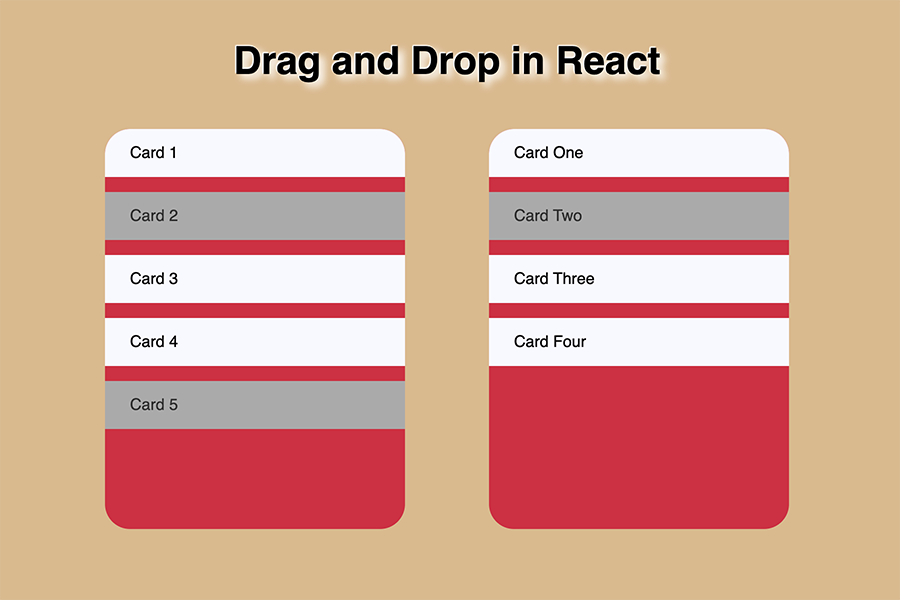 Drag and Drop in React
Card 1
Card 2
Card 3
Card 4
Card 5
Card One
Card Two
Card Three
Card Four